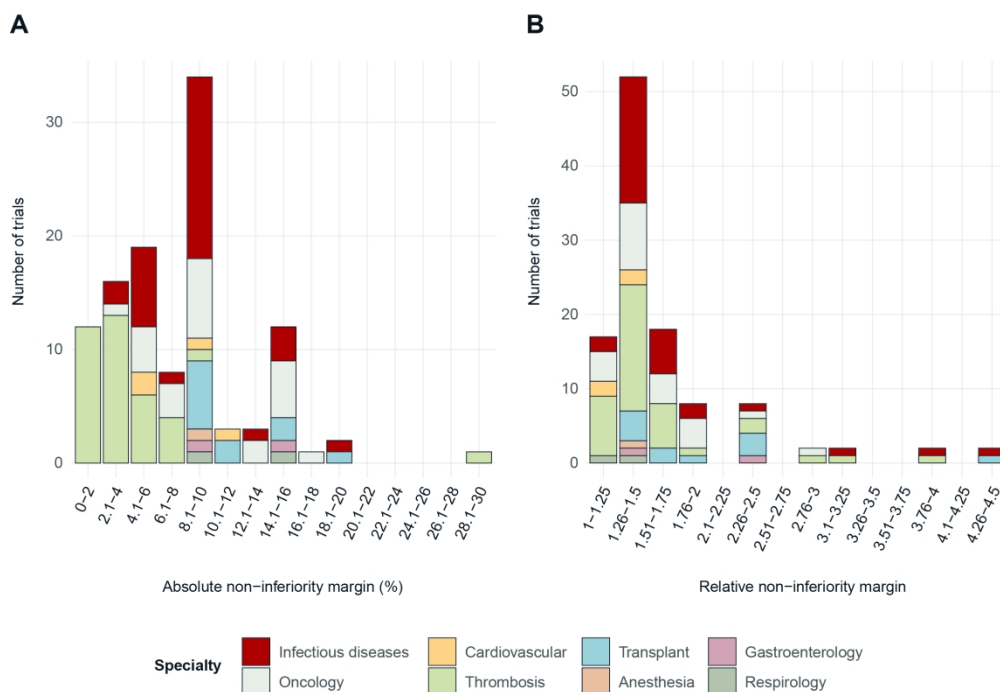 A
B
Number of trials
30
20
10
0
0−2
2.1−4
4.1−6
6.1−8
8.1−10
10.1−12
12.1−14
14.1−16
16.1−18
18.1−20
20.1−22
22.1−24
24.1−26
26.1−28
28.1−30
Absolute non−inferiority margin (%)
Number of trials
50
40
30
20
10
0
1−1.25
1.26−1.5
1.51−1.75
1.76−2
2.1−2.25
2.26−2.5
2.51−2.75
2.76−3
3.1−3.25
3.26−3.5
3.51−3.75
3.76−4
4.1−4.25
4.26−4.5
Relative non−inferiority margin
Specialty
Infectious diseases
Cardiovascular
Transplant
Gastroenterology
Oncology
Thrombosis
Anesthesia
Respirology